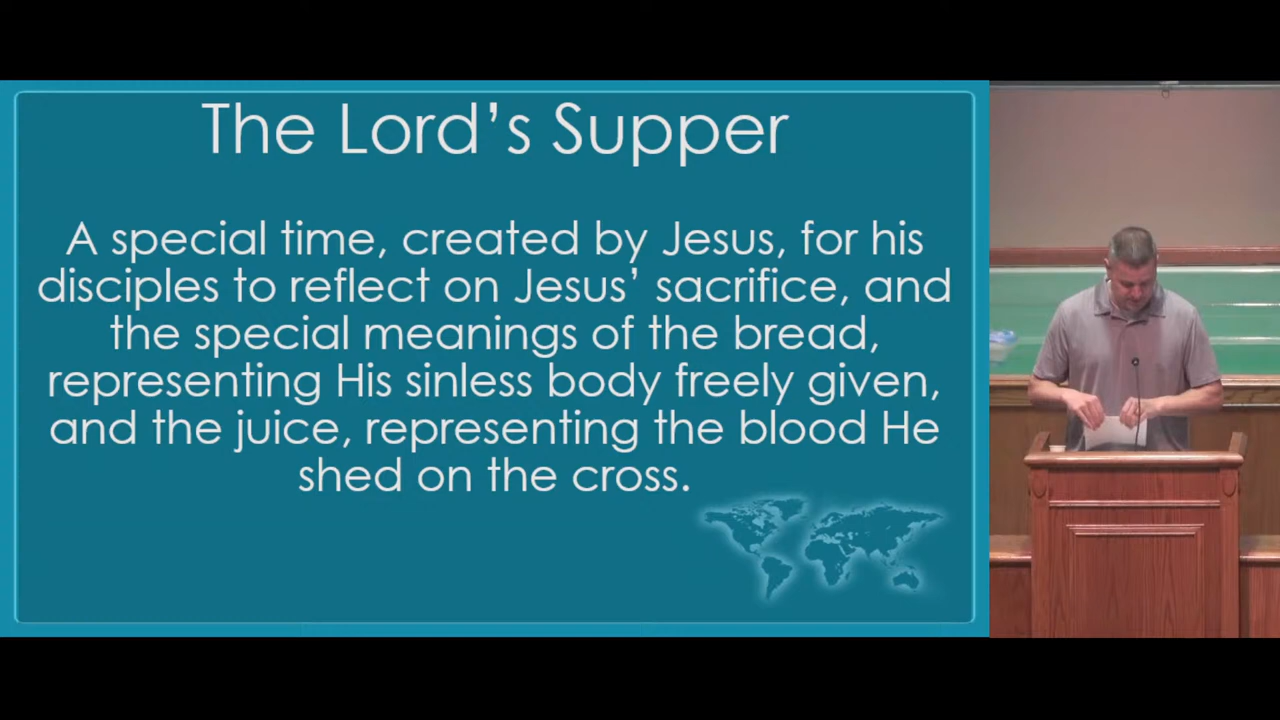 The Lord’s Supper
A special time, created by Jesus, for his
disciples to reflect on Jesus’ sacrifice, and
the special meanings of the bread,
representing His sinless body freely given,
and the juice, representing the blood He
shed on the cross.